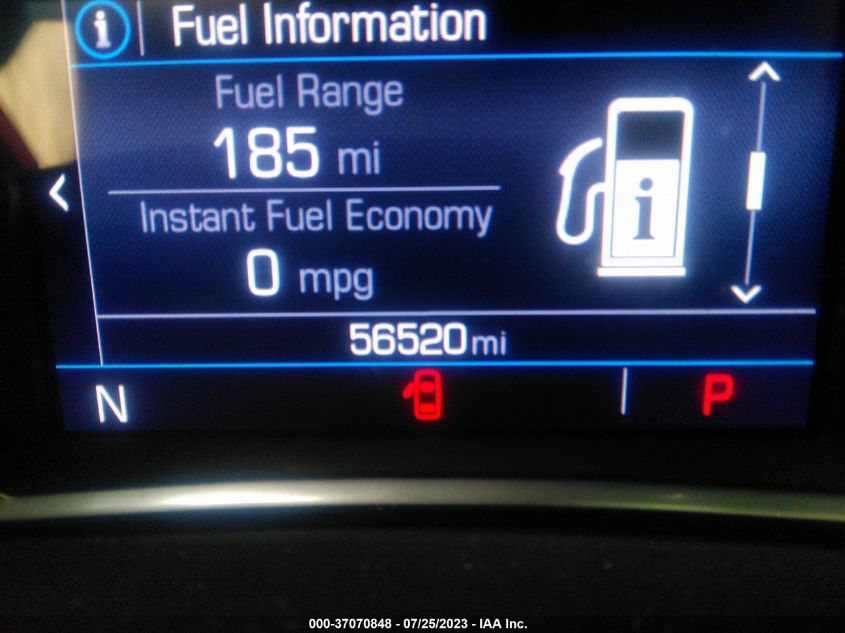 i Fuel Information
Fuel Range
185 mi
Instant Fuel Economy
0 mpg
i
56520 mi
N P
000-37070848 - 07/25/2023 - IAA Inc.